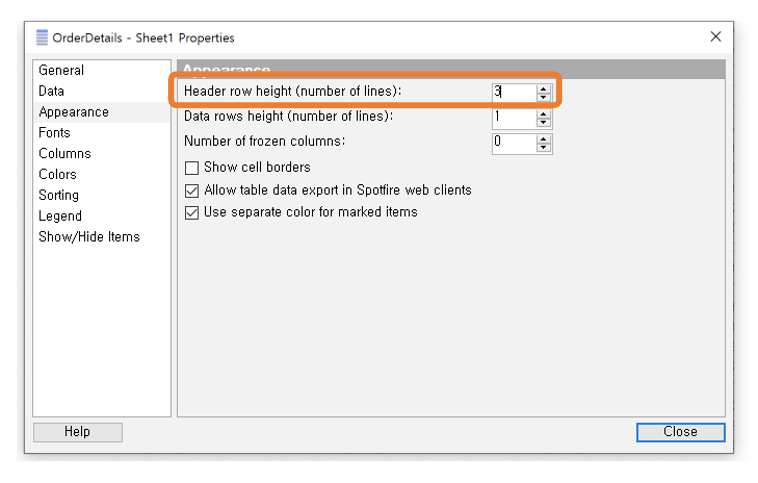 OrderDetails - Sheet1 Properties
General
Data
Appearance
Fonts
Columns
Colors
Sorting
Legend
Show/Hide Items
Appearance
Header row height (number of lines): 3
Data rows height (number of lines): 1
Number of frozen columns: 0
Show cell borders
Allow table data export in Spotfire web clients
Use separate color for marked items
Help
Close